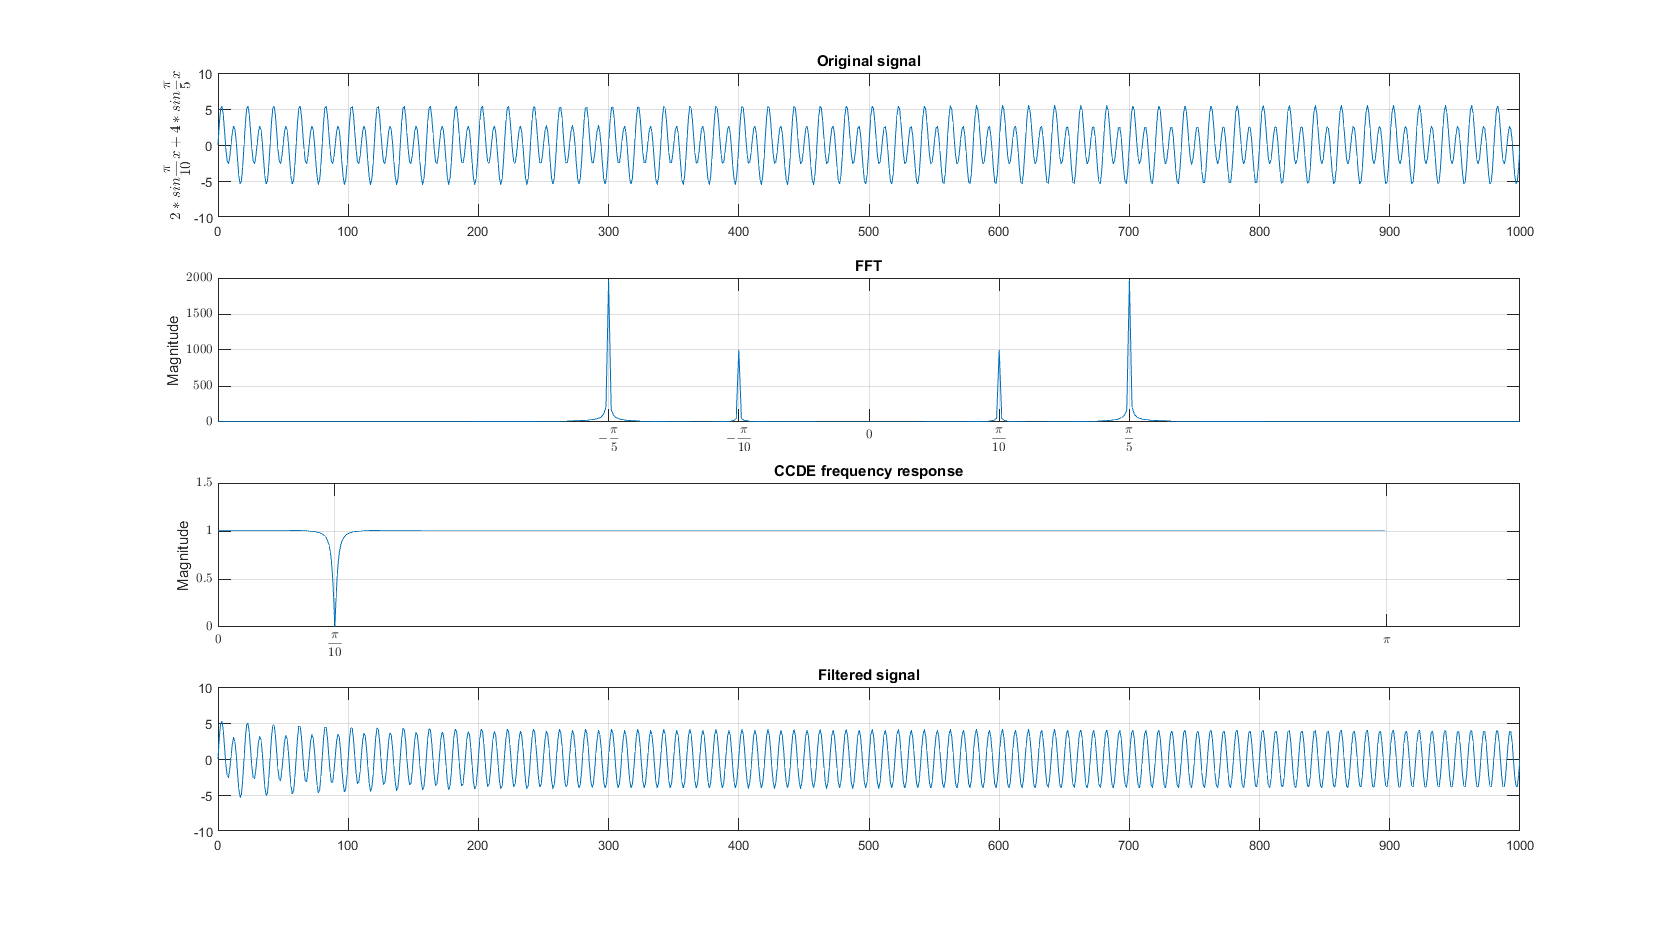 Original signal
2 * sin π/10 x + 4 * sin π/5 x
10
5
0
-5
-10
0 100 200 300 400 500 600 700 800 900 1000
FFT
Magnitude
2000
1500
1000
500
0
−π/5 −π/10 0 π/10 π/5
CCDE frequency response
Magnitude
1.5
1
0.5
0
0 π/10 π
Filtered signal
10
5
0
-5
-10
0 100 200 300 400 500 600 700 800 900 1000